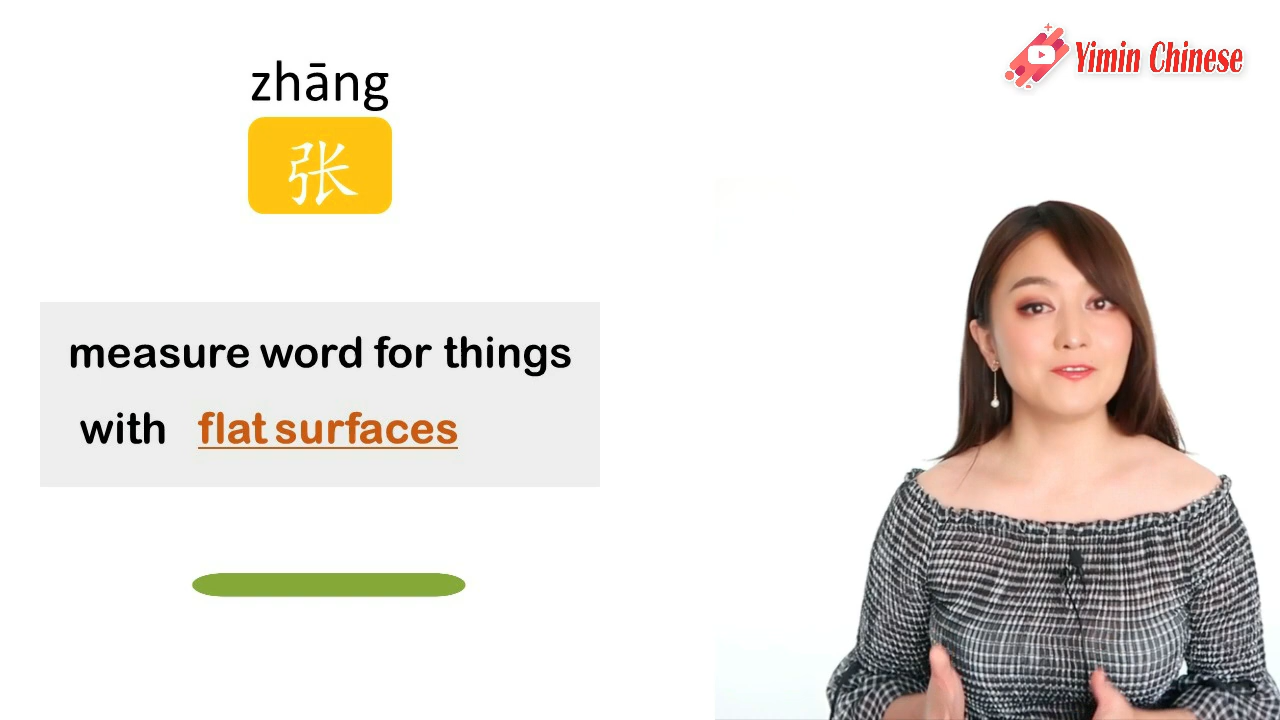 zhāng
张
measure word for things
with flat surfaces
Yimin Chinese